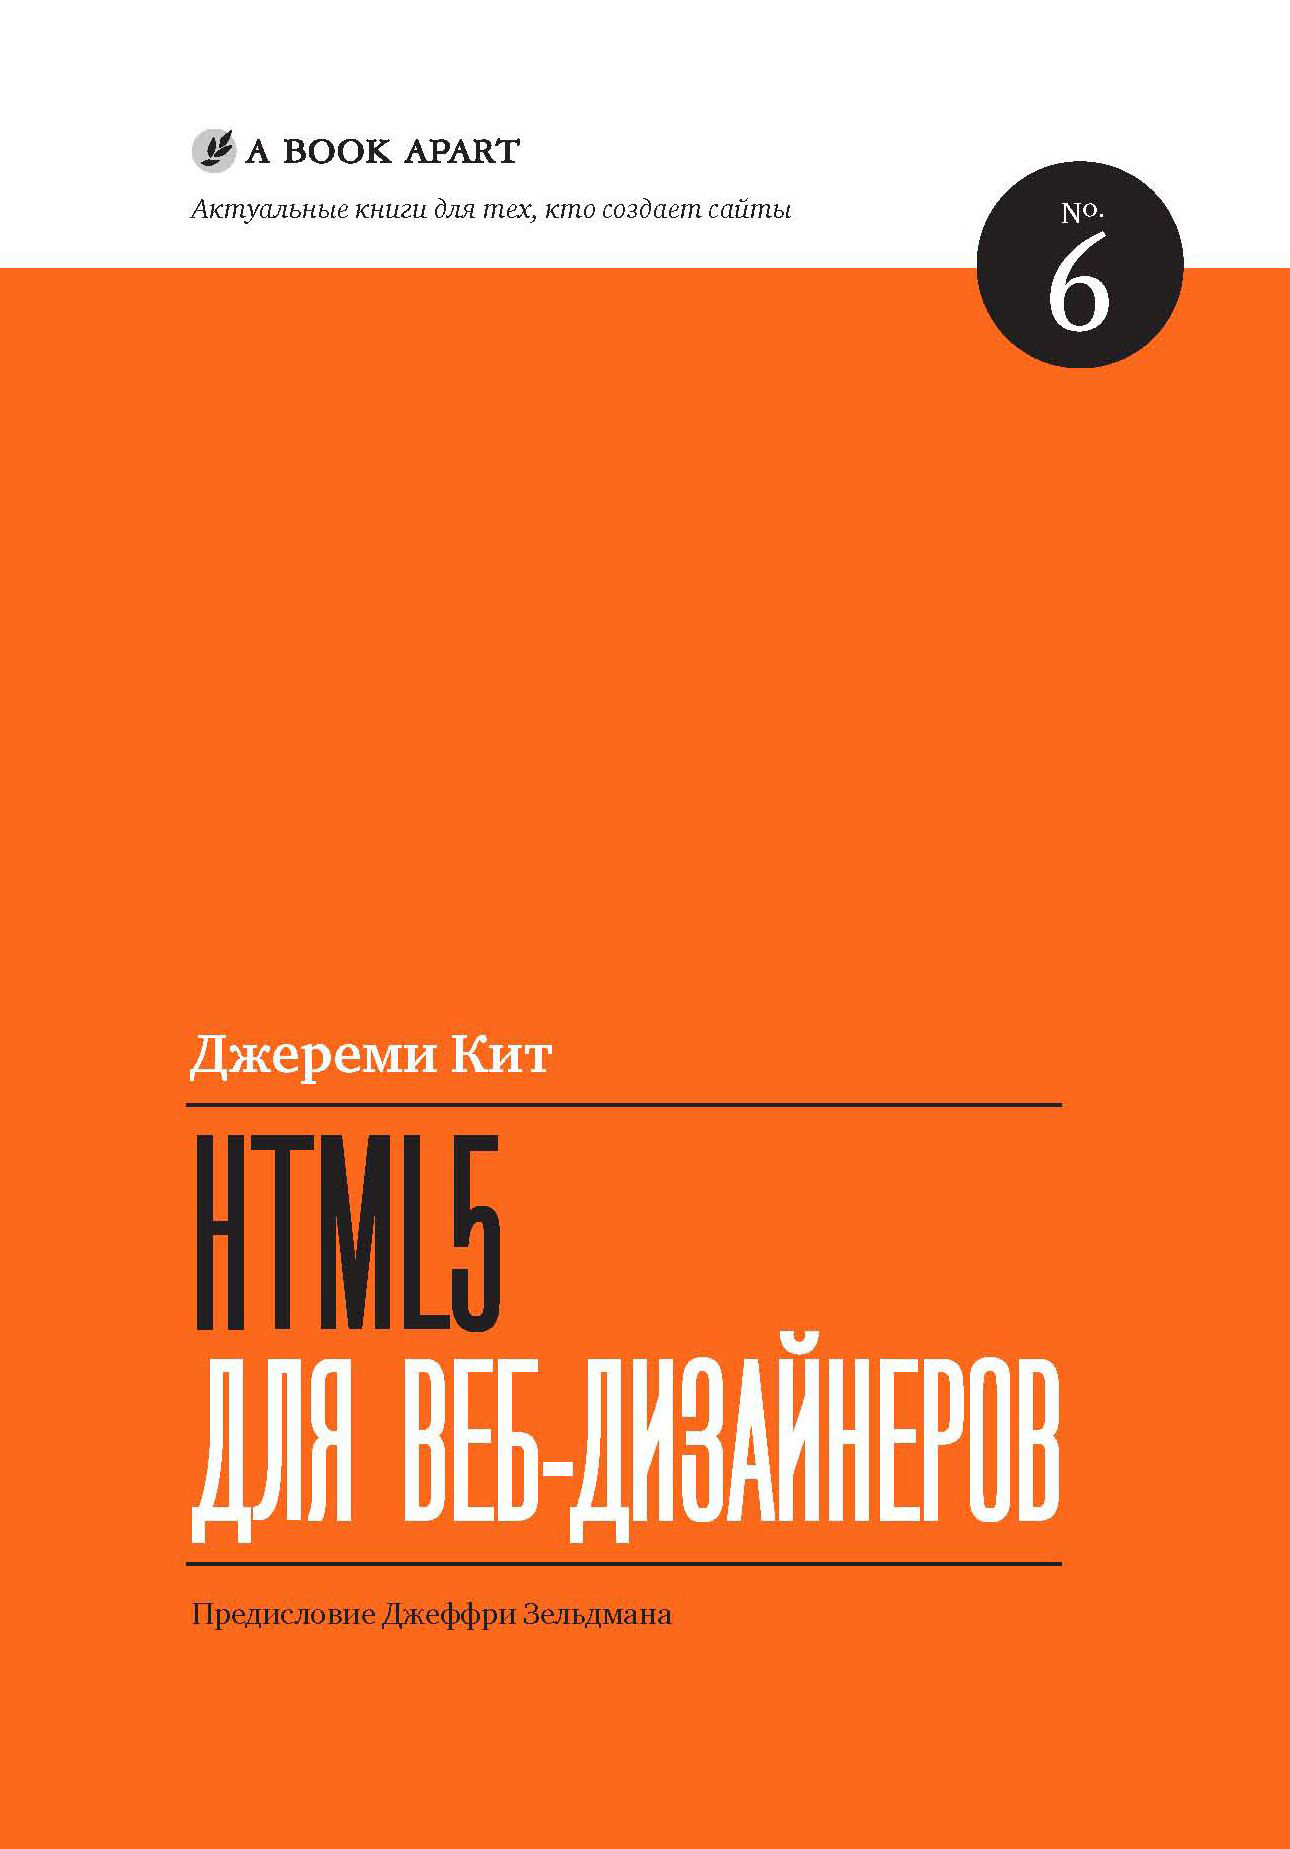 A BOOK APART
Актуальные книги для тех, кто создает сайты
No.
6
Джереми Кит
HTML5
ДЛЯ ВЕБ-ДИЗАЙНЕРОВ
Предисловие Джеффри Зельдмана